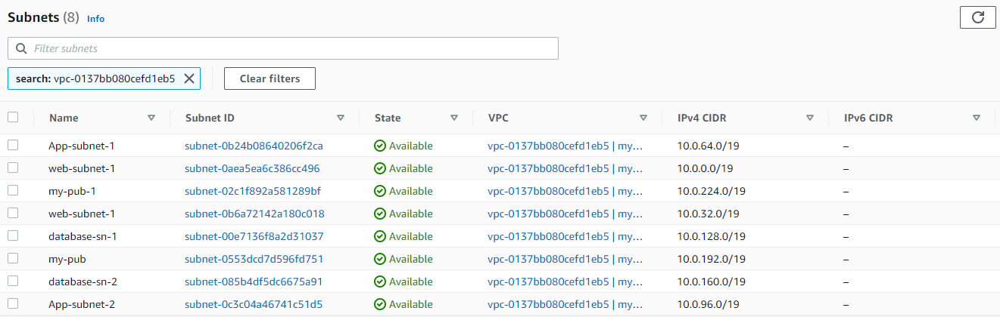 Subnets (8) Info
Filter subnets
search: vpc-0137bb080cefd1eb5
Clear filters
Name Subnet ID State VPC IPv4 CIDR IPv6 CIDR
App-subnet-1 subnet-0b24b08640206f2ca Available vpc-0137bb080cefd1eb5 | my… 10.0.64.0/19 –
web-subnet-1 subnet-0aea5ea6c386cc496 Available vpc-0137bb080cefd1eb5 | my… 10.0.0.0/19 –
my-pub-1 subnet-02c1f892a581289bf Available vpc-0137bb080cefd1eb5 | my… 10.0.224.0/19 –
web-subnet-1 subnet-0b6a72142a180c018 Available vpc-0137bb080cefd1eb5 | my… 10.0.32.0/19 –
database-sn-1 subnet-00e7136f8a2d31037 Available vpc-0137bb080cefd1eb5 | my… 10.0.128.0/19 –
my-pub subnet-0553dcd7d596fd751 Available vpc-0137bb080cefd1eb5 | my… 10.0.192.0/19 –
database-sn-2 subnet-085b4df5dc6675a91 Available vpc-0137bb080cefd1eb5 | my… 10.0.160.0/19 –
App-subnet-2 subnet-0c3c04a46741c51d5 Available vpc-0137bb080cefd1eb5 | my… 10.0.96.0/19 –